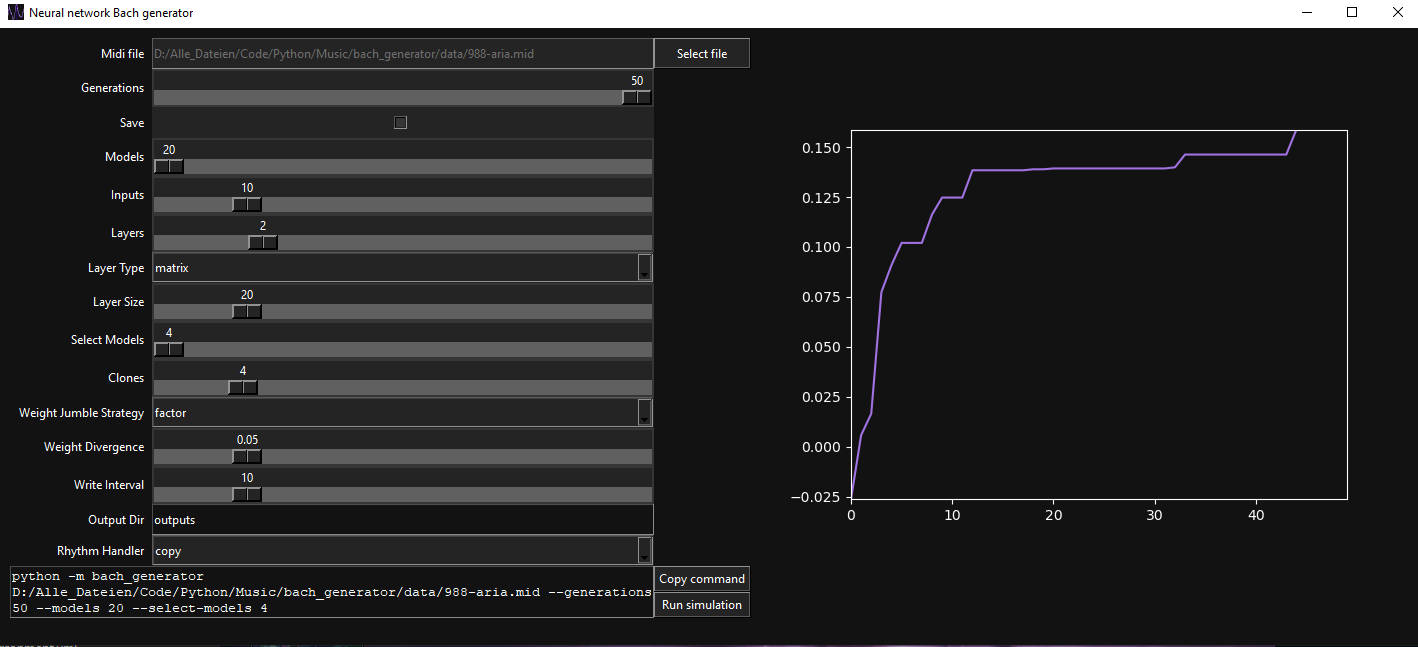 Neural network Bach generator
Midi file D:/Alle_Dateien/Code/Python/Music/bach_generator/data/988-aria.mid Select file
Generations 50
Save
Models 20
Inputs 10
Layers 2
Layer Type matrix
Layer Size 20
Select Models 4
Clones 4
Weight Jumble Strategy factor
Weight Divergence 0.05
Write Interval 10
Output Dir outputs
Rhythm Handler copy
python -m bach_generator
D:/Alle_Dateien/Code/Python/Music/bach_generator/data/988-aria.mid --generations
50 --models 20 --select-models 4
Copy command
Run simulation
0.150
0.125
0.100
0.075
0.050
0.025
0.000
−0.025
0 10 20 30 40